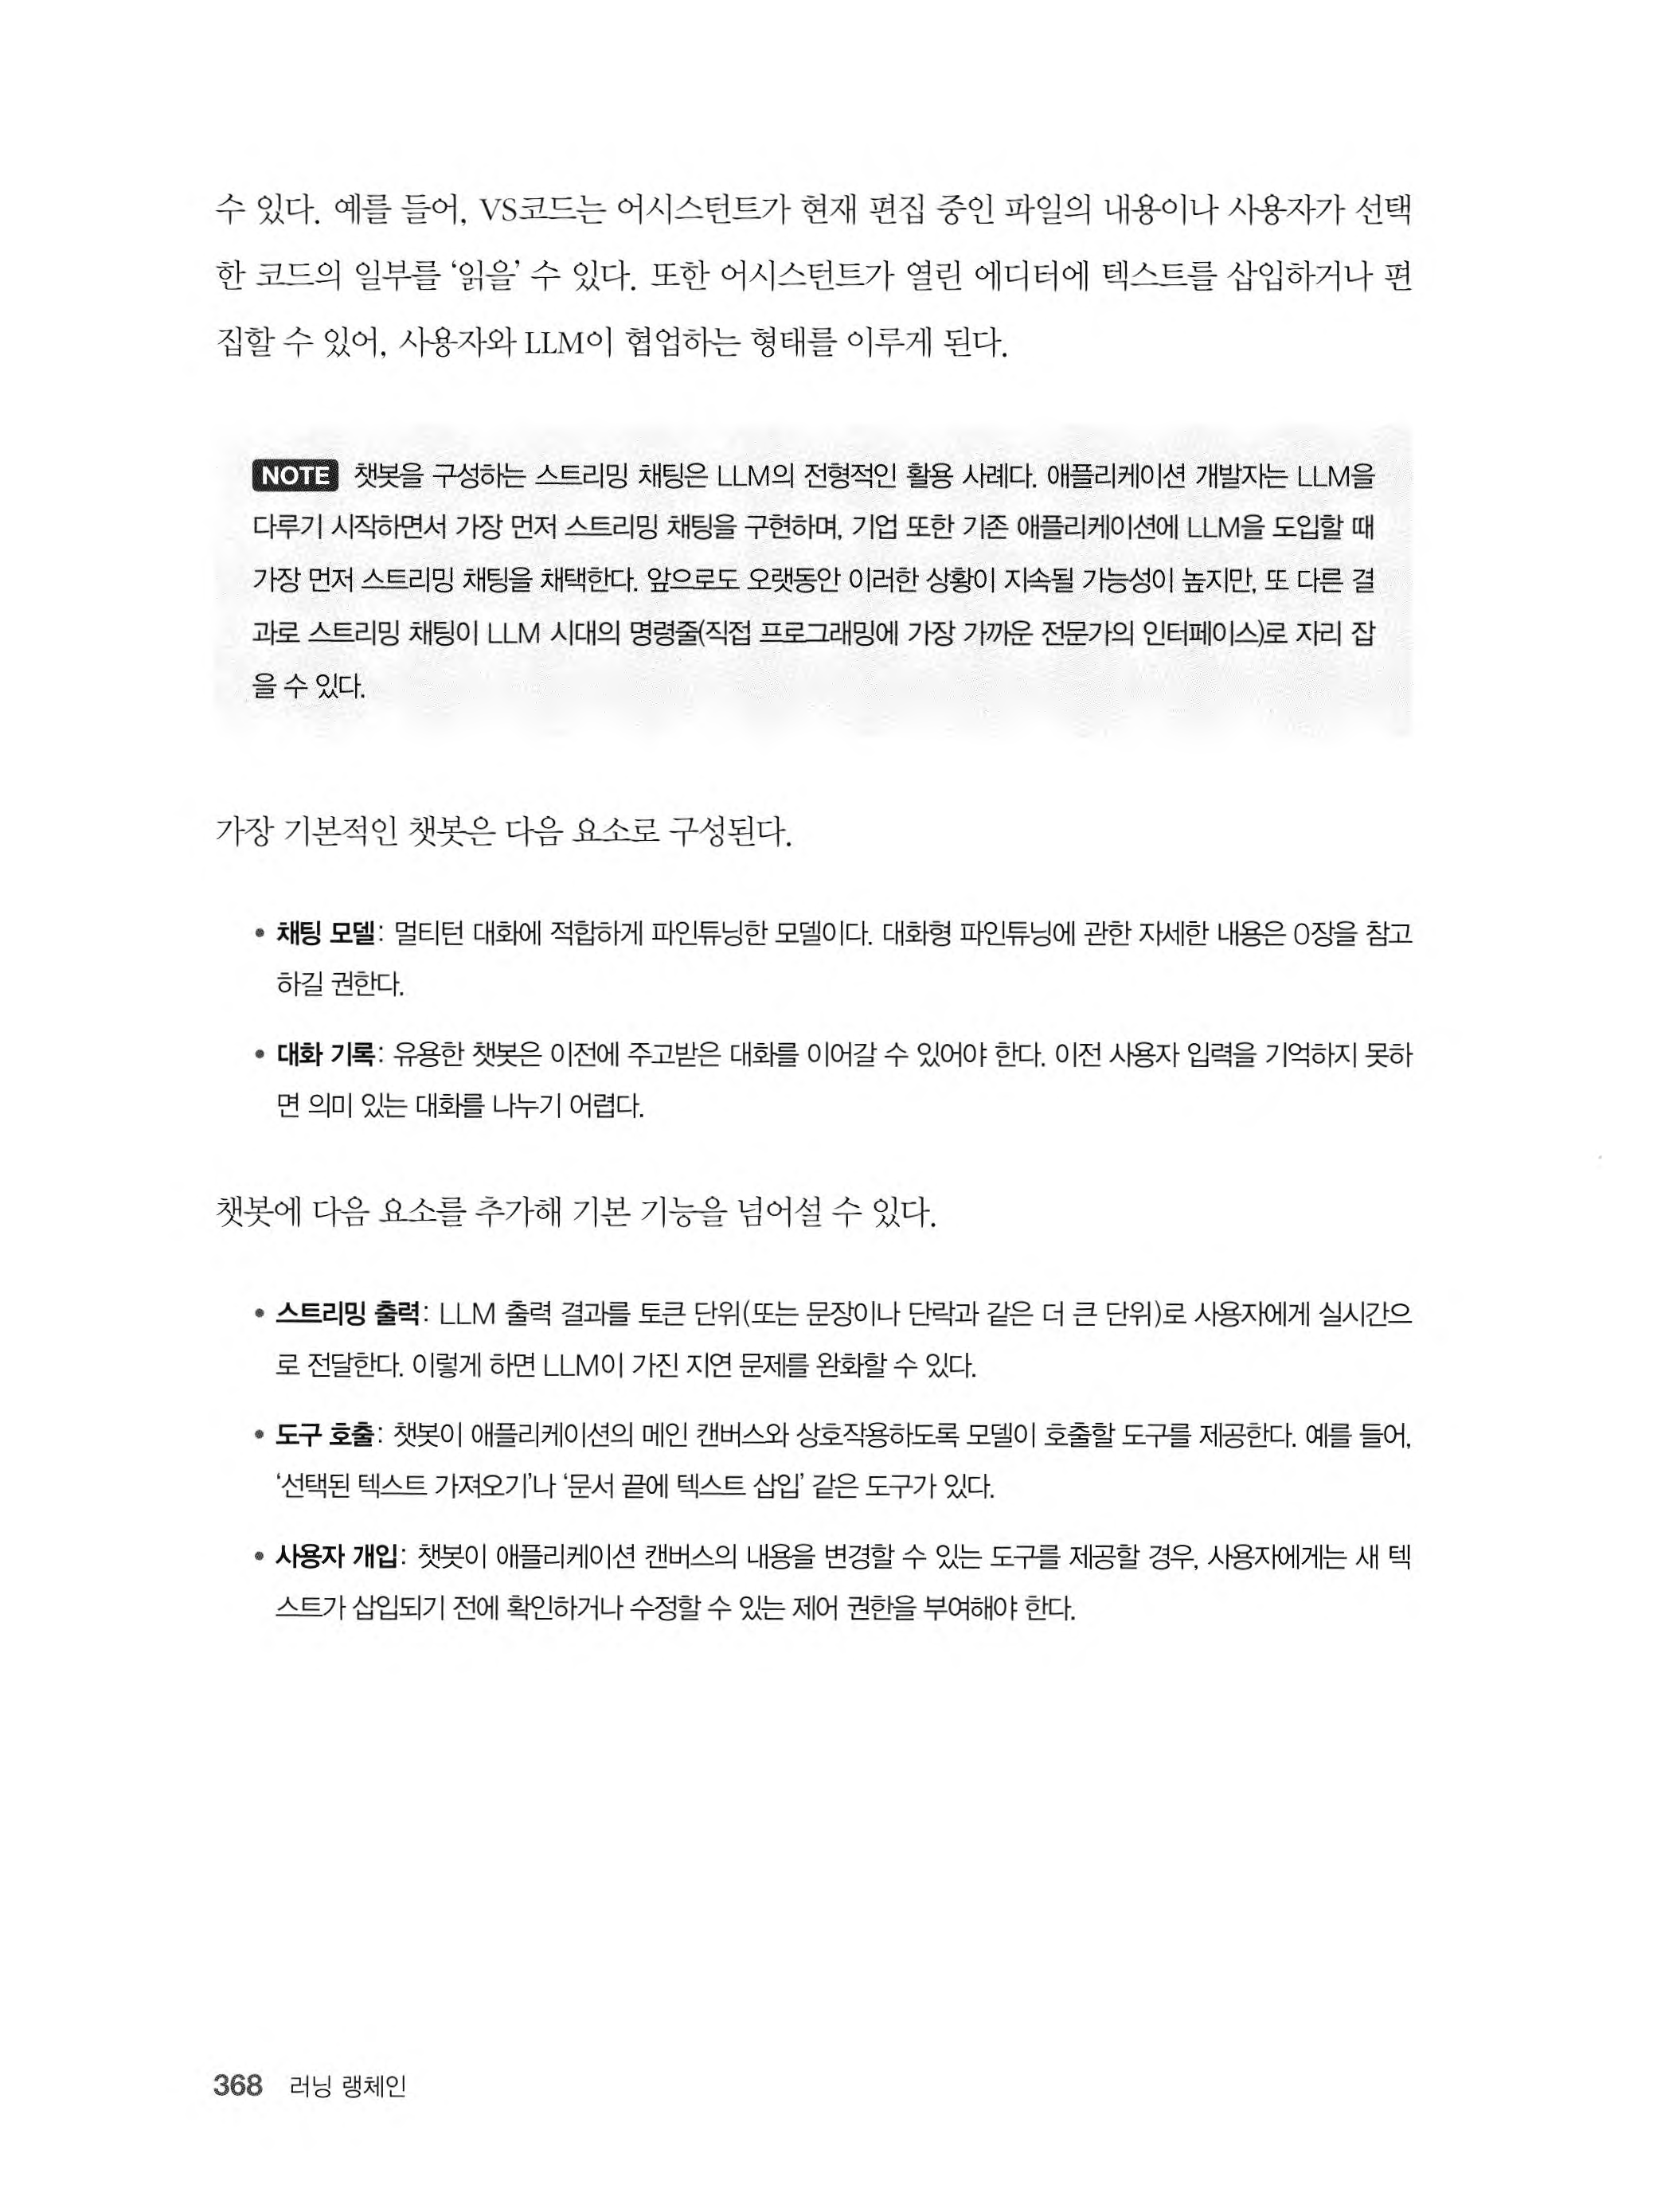 수 있다. 예를 들어, VS코드는 어시스턴트가 현재 편집 중인 파일의 내용이나 사용자가 선택
한 코드의 일부를 ‘읽을’ 수 있다. 또한 어시스턴트가 열린 에디터에 텍스트를 삽입하거나 편
집할 수 있어, 사용자와 LLM이 협업하는 형태를 이루게 된다.
NOTE 챗봇을 구성하는 스트리밍 채팅은 LLM의 전형적인 활용 사례다. 애플리케이션 개발자는 LLM을
다루기 시작하면서 가장 먼저 스트리밍 채팅을 구현하며, 기업 또한 기존 애플리케이션에 LLM을 도입할 때
가장 먼저 스트리밍 채팅을 채택한다. 앞으로도 오랫동안 이러한 상황이 지속될 가능성이 높지만, 또 다른 결
과로 스트리밍 채팅이 LLM 시대의 명령줄(직접 프로그래밍에 가장 가까운 전문가의 인터페이스)로 자리 잡
을 수 있다.
가장 기본적인 챗봇은 다음 요소로 구성된다.
• 채팅 모델: 멀티턴 대화에 적합하게 파인튜닝한 모델이다. 대화형 파인튜닝에 관한 자세한 내용은 0장을 참고
하길 권한다.
• 대화 기록: 유용한 챗봇은 이전에 주고받은 대화를 이어갈 수 있어야 한다. 이전 사용자 입력을 기억하지 못하
면 의미 있는 대화를 나누기 어렵다.
챗봇에 다음 요소를 추가해 기본 기능을 넘어설 수 있다.
• 스트리밍 출력: LLM 출력 결과를 토큰 단위(또는 문장이나 단락과 같은 더 큰 단위)로 사용자에게 실시간으
로 전달한다. 이렇게 하면 LLM이 가진 지연 문제를 완화할 수 있다.
• 도구 호출: 챗봇이 애플리케이션의 메인 캔버스와 상호작용하도록 모델이 호출할 도구를 제공한다. 예를 들어,
‘선택된 텍스트 가져오기’나 ‘문서 끝에 텍스트 삽입’ 같은 도구가 있다.
• 사용자 개입: 챗봇이 애플리케이션 캔버스의 내용을 변경할 수 있는 도구를 제공할 경우, 사용자에게는 새 텍
스트가 삽입되기 전에 확인하거나 수정할 수 있는 제어 권한을 부여해야 한다.
368 러닝 랭체인